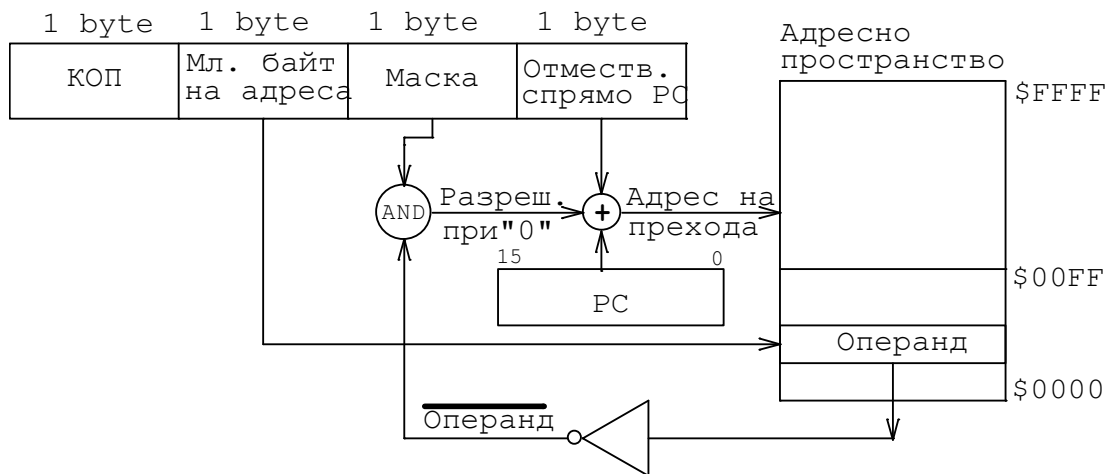 1 byte 1 byte 1 byte 1 byte
КОП
Мл. байт
на адреса
Маска
Отместв.
спрямо PC
Адресно
пространство
$FFFF
AND
Разреш.
при"0"
+
Адрес на
прехода
15 0
PC
$00FF
Операнд
$0000
Операнд